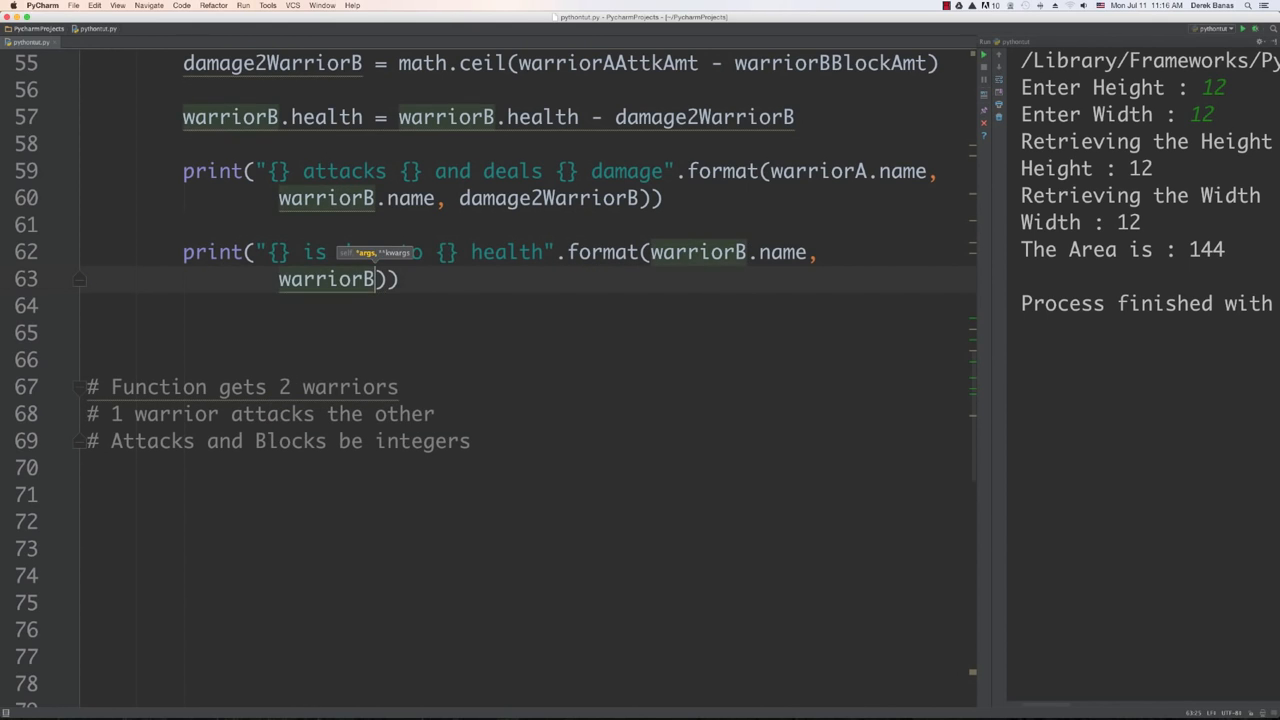 PyCharm File Edit View Navigate Code Refactor Run Tools VCS Window Help
10 Mon Jul 11 11:16 AM Derek Banas
pythontut.py - PyCharmProjects - [~/PycharmProjects]
PycharmProjects pythontut.py
pythontut
pythontut.py
Run pythontut
55 damage2WarriorB = math.ceil(warriorAAttkAmt - warriorBBlockAmt)
56
57 warriorB.health = warriorB.health - damage2WarriorB
58
59 print("{} attacks {} and deals {} damage".format(warriorA.name,
60 warriorB.name, damage2WarriorB))
61
self, *args, **kwargs
62 print("{} is o {} health".format(warriorB.name,
63 warriorB))
64
65
66
67 # Function gets 2 warriors
68 # 1 warrior attacks the other
69 # Attacks and Blocks be integers
70
71
72
73
74
75
76
77
78
/Library/Frameworks/Py
Enter Height : 12
Enter Width : 12
Retrieving the Height
Height : 12
Retrieving the Width
Width : 12
The Area is : 144
Process finished with
63:25 LF≠ UTF-8≠